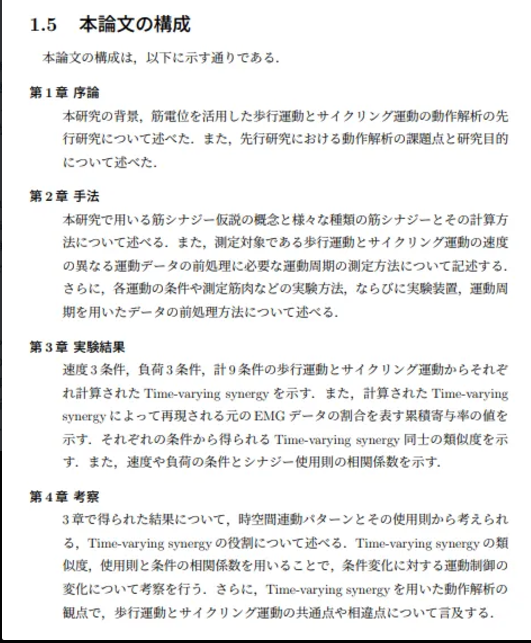 1.5 本論文の構成
本論文の構成は，以下に示す通りである．
第1章 序論
本研究の背景，筋電位を活用した歩行運動とサイクリング運動の動作解析の先
行研究について述べた．また，先行研究における動作解析の課題点と研究目的
について述べた．
第2章 手法
本研究で用いる筋シナジー仮説の概念と様々な種類の筋シナジーとその計算方
法について述べる．また，測定対象である歩行運動とサイクリング運動の速度
の異なる運動データの前処理に必要な運動周期の測定方法について記述する．
さらに，各運動の条件や測定筋肉などの実験方法，ならびに実験装置，運動周
期を用いたデータの前処理方法について述べる．
第3章 実験結果
速度3条件，負荷3条件，計9条件の歩行運動とサイクリング運動からそれぞ
れ計算された Time-varying synergy を示す．また，計算された Time-varying
synergy によって再現される元の EMG データの割合を表す累積寄与率の値を
示す．それぞれの条件から得られる Time-varying synergy 同士の類似度を示
す．また，速度や負荷の条件とシナジー使用則の相関係数を示す．
第4章 考察
3章で得られた結果について，時空間連動パターンとその使用則から考えられ
る，Time-varying synergy の役割について述べる．Time-varying synergy の類
似度，使用則と条件の相関係数を用いることで，条件変化に対する運動制御の
変化について考察を行う．さらに，Time-varying synergy を用いた動作解析の
観点で，歩行運動とサイクリング運動の共通点や相違点について言及する．